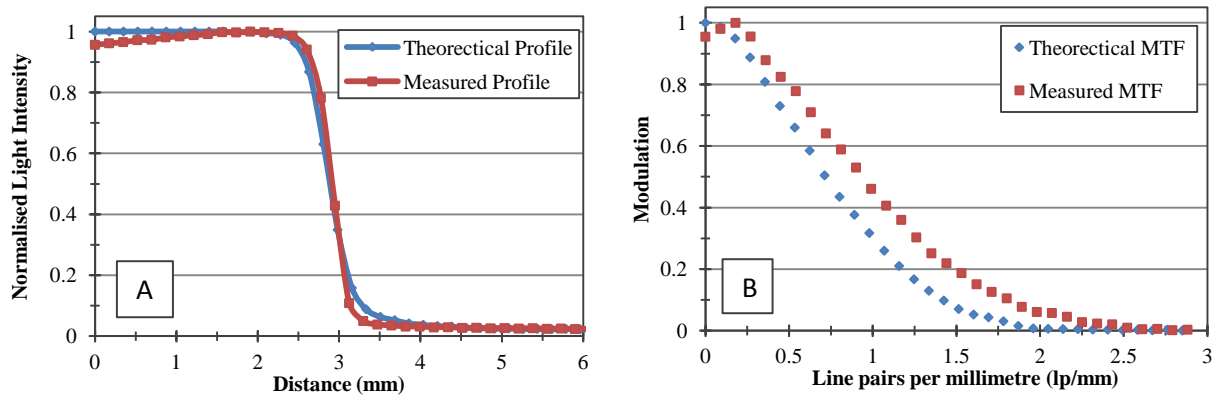 Normalised Light Intensity
1
0.8
0.6
0.4
0.2
0
0 1 2 3 4 5 6
Distance (mm)
Theorectical Profile
Measured Profile
A
Modulation
1
0.8
0.6
0.4
0.2
0
0 0.5 1 1.5 2 2.5 3
Line pairs per millimetre (lp/mm)
Theorectical MTF
Measured MTF
B